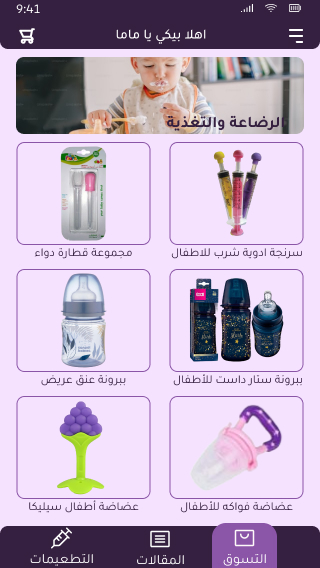 9:41
اهلا بيكي يا ماما
الرضاعة والتغذية
سرنجة ادوية شرب للاطفال
مجموعة قطارة دواء
ببرونة ستار داست للأطفال
ببرونة عنق عريض
عضاضة فواكه للأطفال
عضاضة أطفال سيليكا
التسوق
المقالات
التطعيمات